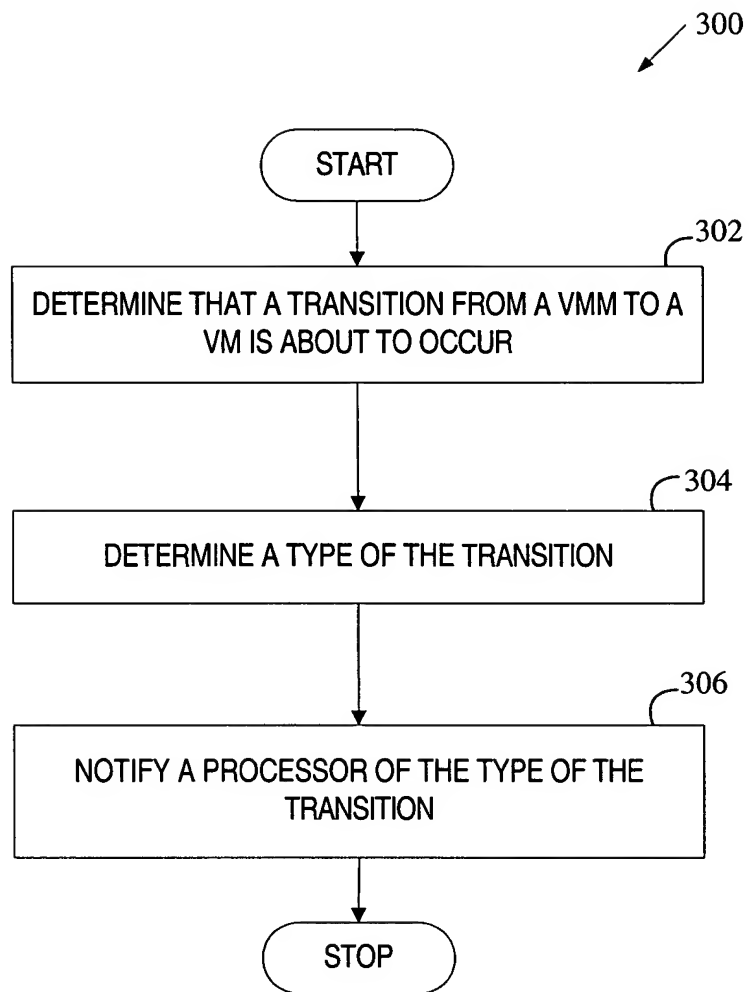 300
START
302
DETERMINE THAT A TRANSITION FROM A VMM TO A
VM IS ABOUT TO OCCUR
304
DETERMINE A TYPE OF THE TRANSITION
306
NOTIFY A PROCESSOR OF THE TYPE OF THE
TRANSITION
STOP